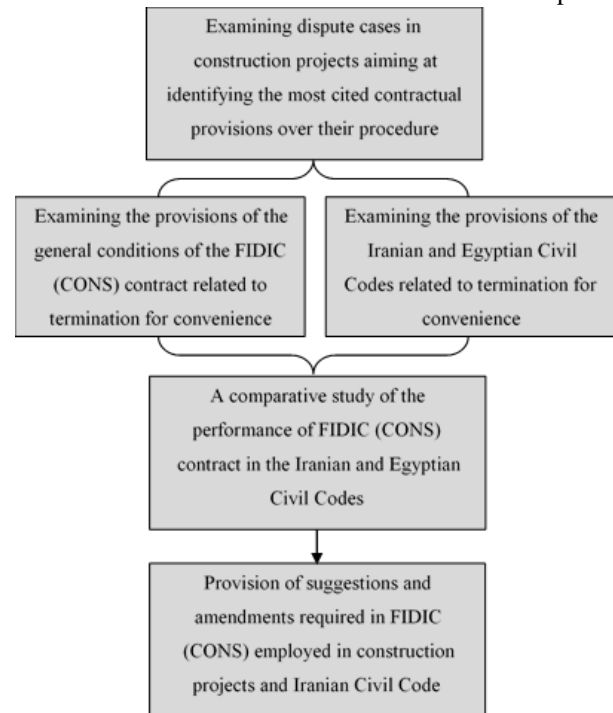 Examining dispute cases in
construction projects aiming at
identifying the most cited contractual
provisions over their procedure
Examining the provisions of the
general conditions of the FIDIC
(CONS) contract related to
termination for convenience
Examining the provisions of the
Iranian and Egyptian Civil
Codes related to termination for
convenience
A comparative study of the
performance of FIDIC (CONS)
contract in the Iranian and Egyptian
Civil Codes
Provision of suggestions and
amendments required in FIDIC
(CONS) employed in construction
projects and Iranian Civil Code